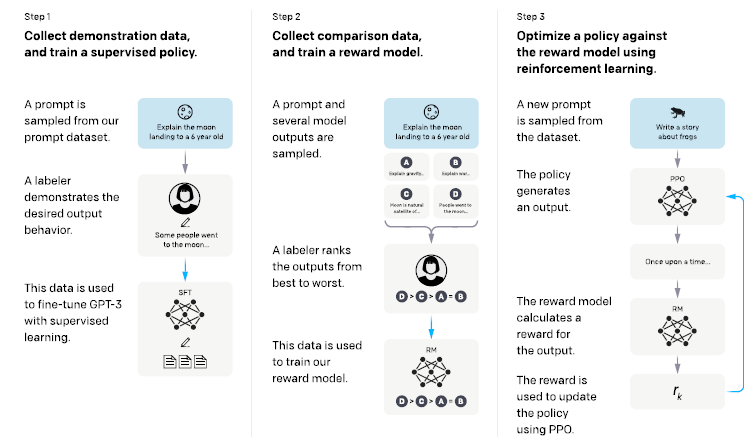 Step 1
Collect demonstration data,
and train a supervised policy.
A prompt is
sampled from our
prompt dataset.
Explain the moon
landing to a 6 year old
A labeler
demonstrates the
desired output
behavior.
Some people went
to the moon...
This data is used
to fine-tune GPT-3
with supervised
learning.
SFT
Step 2
Collect comparison data,
and train a reward model.
A prompt and
several model
outputs are
sampled.
Explain the moon
landing to a 6 year old
A
Explain gravity...
B
Explain war...
C
Moon is natural
satellite of...
D
People went to
the moon...
A labeler ranks
the outputs from
best to worst.
D > C > A = B
This data is used
to train our
reward model.
RM
D > C > A = B
Step 3
Optimize a policy against
the reward model using
reinforcement learning.
A new prompt
is sampled from
the dataset.
Write a story
about frogs
The policy
generates
an output.
PPO
Once upon a time...
The reward model
calculates a
reward for
the output.
RM
The reward is
used to update
the policy
using PPO.
rk